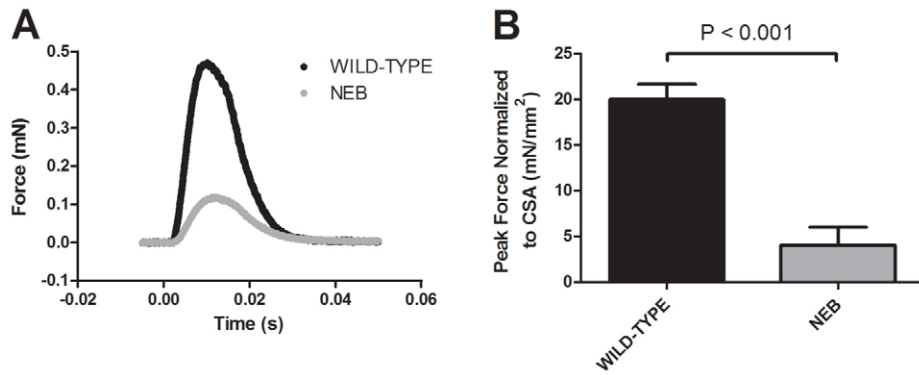 A
Force (mN)
0.5
0.4
0.3
0.2
0.1
0.0
-0.1
-0.02
0.00
0.02
0.04
0.06
Time (s)
WILD-TYPE
NEB
B
P < 0.001
Peak Force Normalized
to CSA (mN/mm²)
25
20
15
10
5
0
WILD-TYPE
NEB